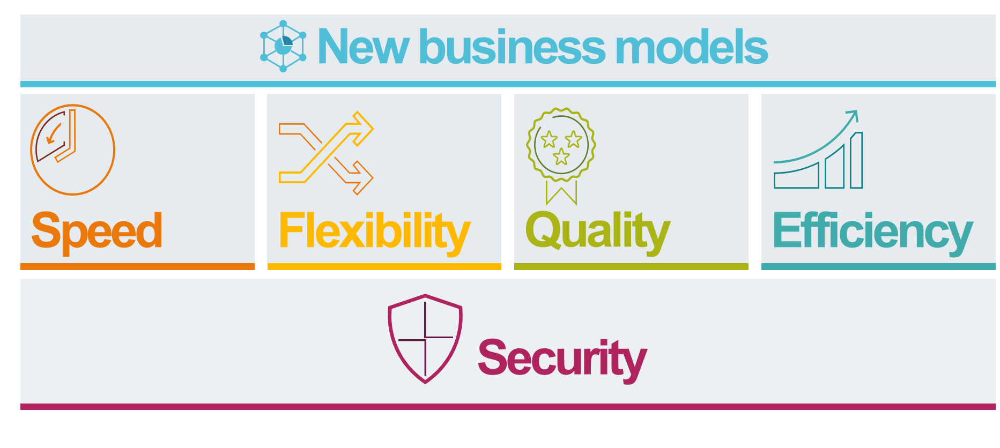 New business models
Speed
Flexibility
Quality
Efficiency
Security